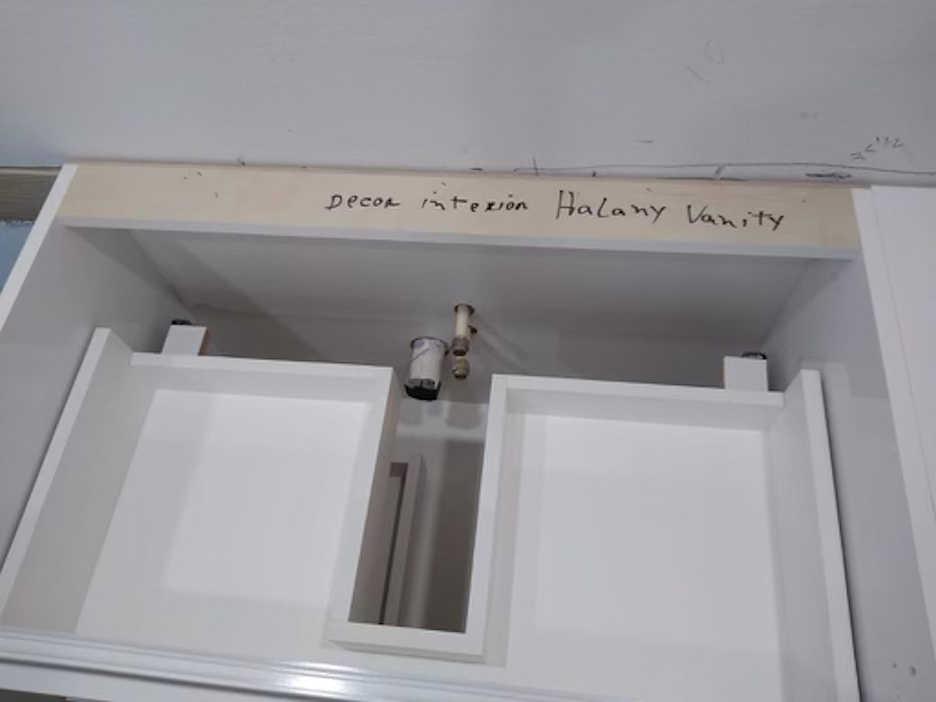 Decor interior Halany Vanity